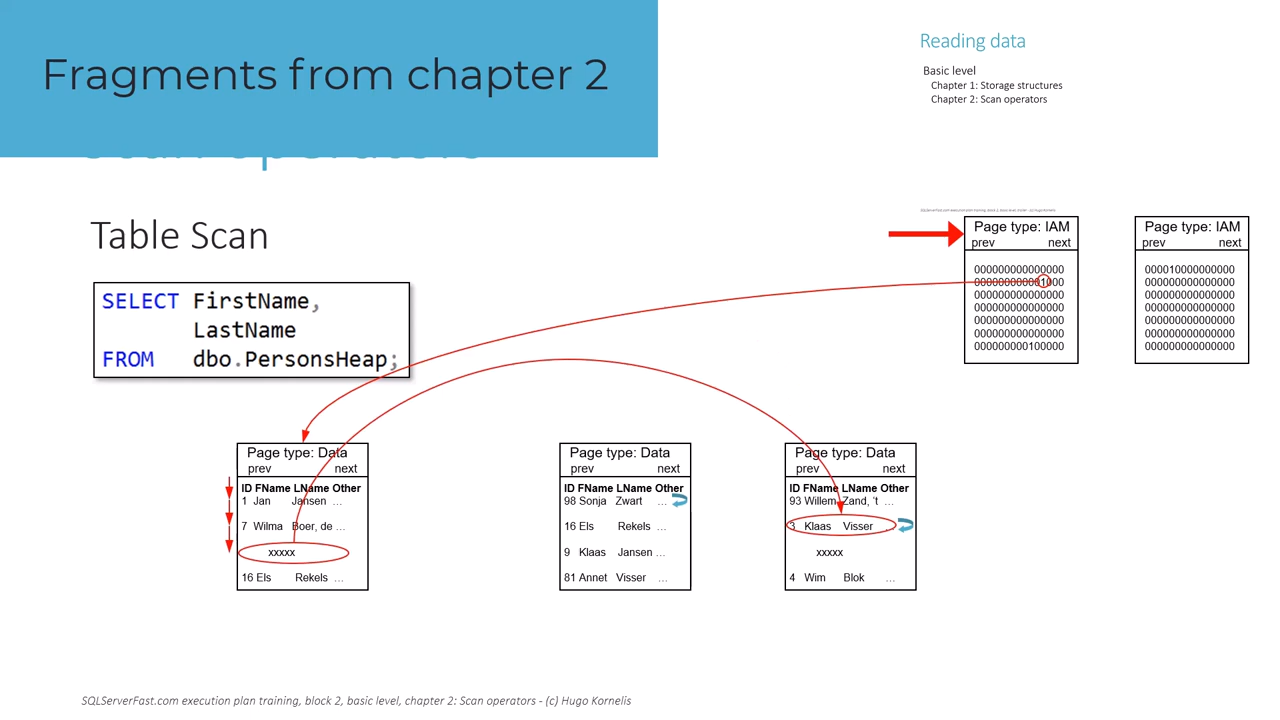 Fragments from chapter 2
Reading data
Basic level
Chapter 1: Storage structures
Chapter 2: Scan operators
Table Scan
SELECT FirstName,
LastName
FROM dbo.PersonsHeap;
Page type: IAM
prev next
000000000000000
000000000001000
000000000000000
000000000000000
000000000000000
000000000000000
000000000100000
Page type: IAM
prev next
000010000000000
000000000000000
000000000000000
000000000000000
000000000000000
000000000000000
000000000000000
Page type: Data
prev next
ID FName LName Other
1 Jan Jansen ...
7 Wilma Boer, de ...
xxxxx
16 Els Rekels ...
Page type: Data
prev next
ID FName LName Other
98 Sonja Zwart ...
16 Els Rekels ...
9 Klaas Jansen ...
81 Annet Visser ...
Page type: Data
prev next
ID FName LName Other
93 Willem Zand, 't ...
3 Klaas Visser ...
xxxxx
4 Wim Blok ...
SQLServerFast.com execution plan training, block 2, basic level, chapter 2: Scan operators - (c) Hugo Kornelis